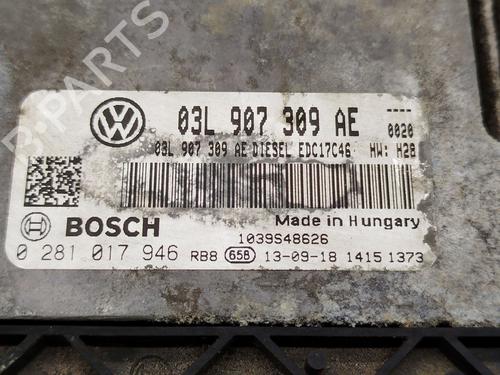 03L 907 309 AE
----
0020
03L 907 309 AE DIESEL EDC17C46 HW: H28
BOSCH
Made in Hungary
1039S48626
0 281 017 946 RB8 658 13-09-18 1415 1373
B-PARTS